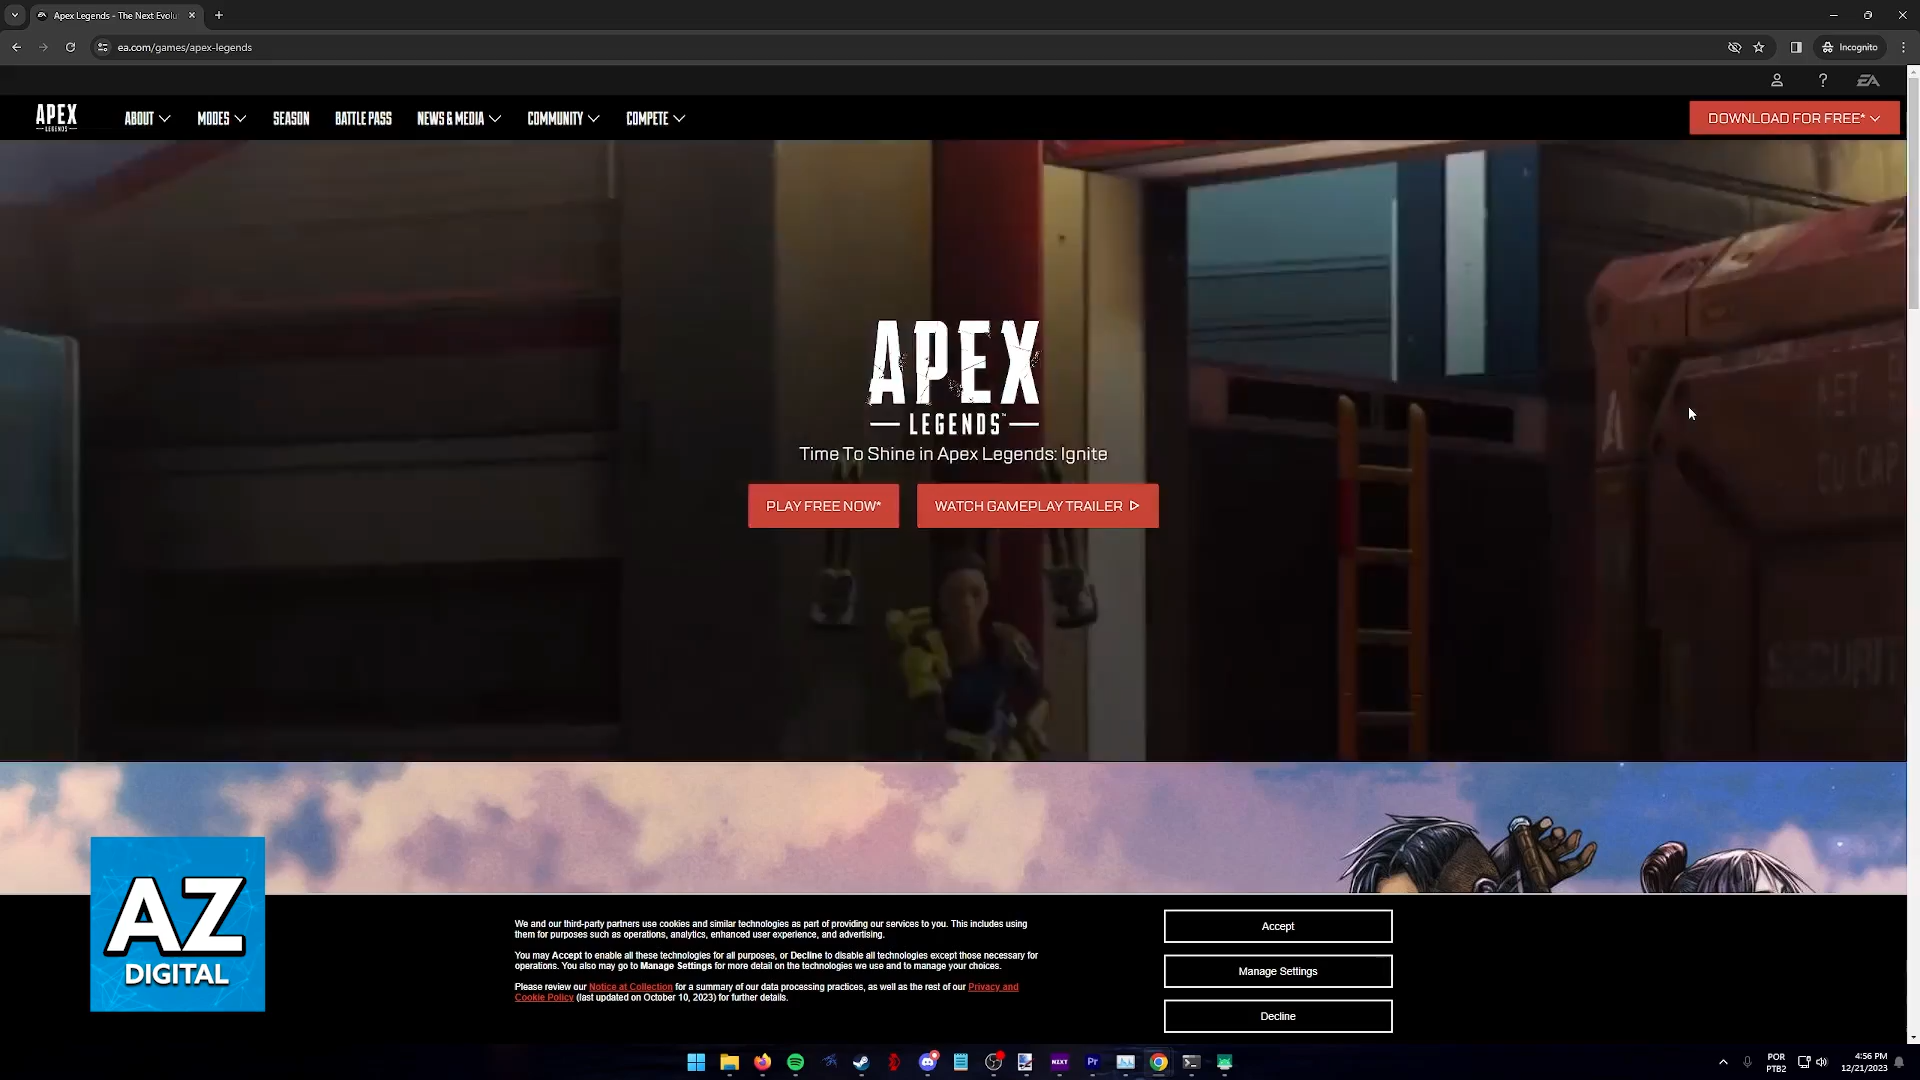 Apex Legends - The Next Evolu
ea.com/games/apex-legends
Incognito
EA
APEX
LEGENDS
ABOUT
MODES
SEASON
BATTLE PASS
NEWS & MEDIA
COMMUNITY
COMPETE
DOWNLOAD FOR FREE*
APEX
LEGENDS™
Time To Shine in Apex Legends: Ignite
PLAY FREE NOW*
WATCH GAMEPLAY TRAILER
NET
CU CAP
SECURIT
AZ
DIGITAL
We and our third-party partners use cookies and similar technologies as part of providing our services to you. This includes using
them for purposes such as operations, analytics, enhanced user experience, and advertising.
You may Accept to enable all these technologies for all purposes, or Decline to disable all technologies except those necessary for
operations. You also may go to Manage Settings for more detail on the technologies we use and to manage your choices.
Please review our Notice at Collection for a summary of our data processing practices, as well as the rest of our Privacy and
Cookie Policy (last updated on October 10, 2023) for further details.
Accept
Manage Settings
Decline
NZXT
Pr
POR
PTB2
4:56 PM
12/21/2023